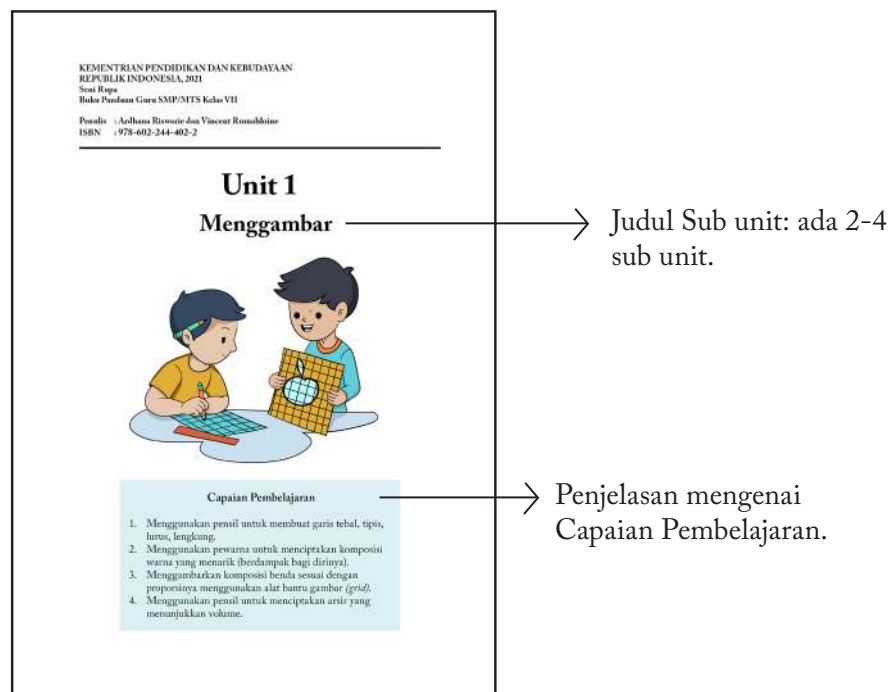 KEMENTRIAN PENDIDIKAN DAN KEBUDAYAAN
REPUBLIK INDONESIA, 2021
Seni Rupa
Buku Panduan Guru SMP/MTS Kelas VII
Penulis : Ardhana Riswarie dan Vincent Rumahloine
ISBN : 978-602-244-402-2
Unit 1
Menggambar
Judul Sub unit: ada 2-4
sub unit.
Capaian Pembelajaran
1. Menggunakan pensil untuk membuat garis tebal, tipis,
lurus, lengkung.
2. Menggunakan pewarna untuk menciptakan komposisi
warna yang menarik (berdampak bagi dirinya).
3. Menggambarkan komposisi benda sesuai dengan
proporsinya menggunakan alat bantu gambar (grid).
4. Menggunakan pensil untuk menciptakan arsir yang
menunjukkan volume.
Penjelasan mengenai
Capaian Pembelajaran.